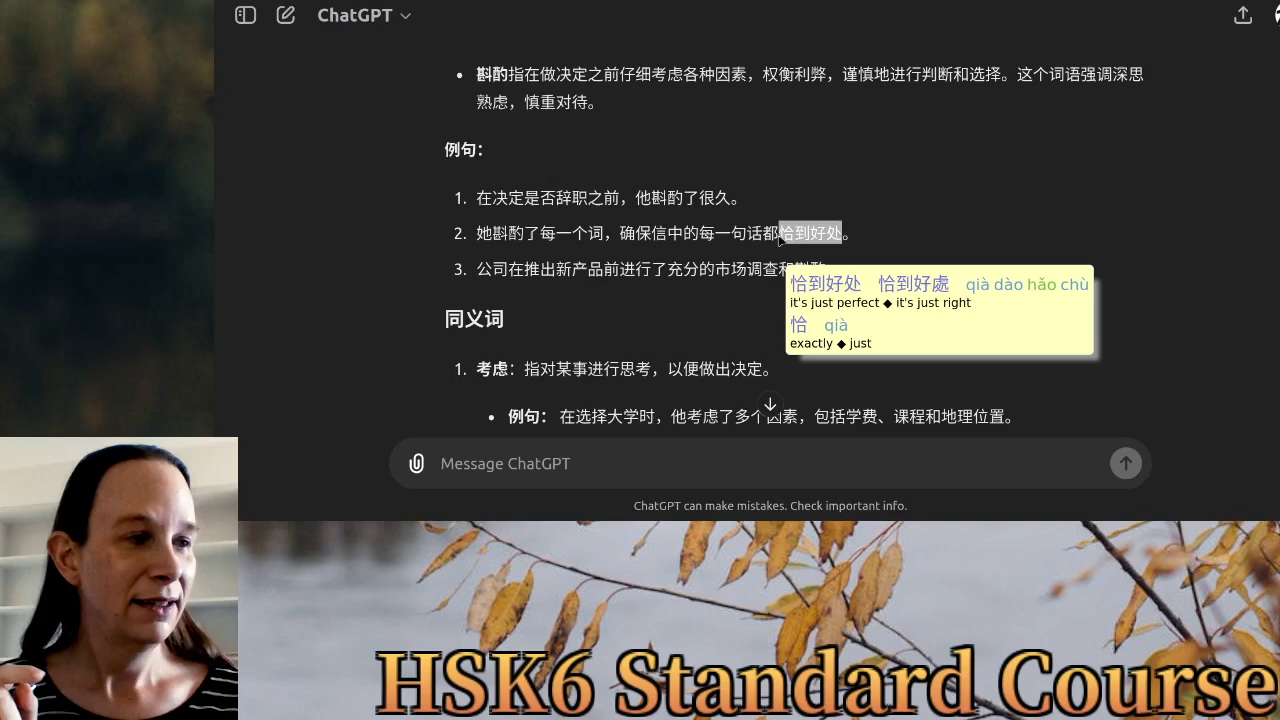 ChatGPT
斟酌指在做决定之前仔细考虑各种因素，权衡利弊，谨慎地进行判断和选择。这个词语强调深思
熟虑，慎重对待。
例句：
1. 在决定是否辞职之前，他斟酌了很久。
2. 她斟酌了每一个词，确保信中的每一句话都恰到好处。
3. 公司在推出新产品前进行了充分的市场调查和斟酌。
恰到好处 恰到好處 qià dào hǎo chù
it's just perfect ◆ it's just right
恰 qià
exactly ◆ just
同义词
1. 考虑：指对某事进行思考，以便做出决定。
例句： 在选择大学时，他考虑了多个因素，包括学费、课程和地理位置。
Message ChatGPT
ChatGPT can make mistakes. Check important info.
HSK6 Standard Course